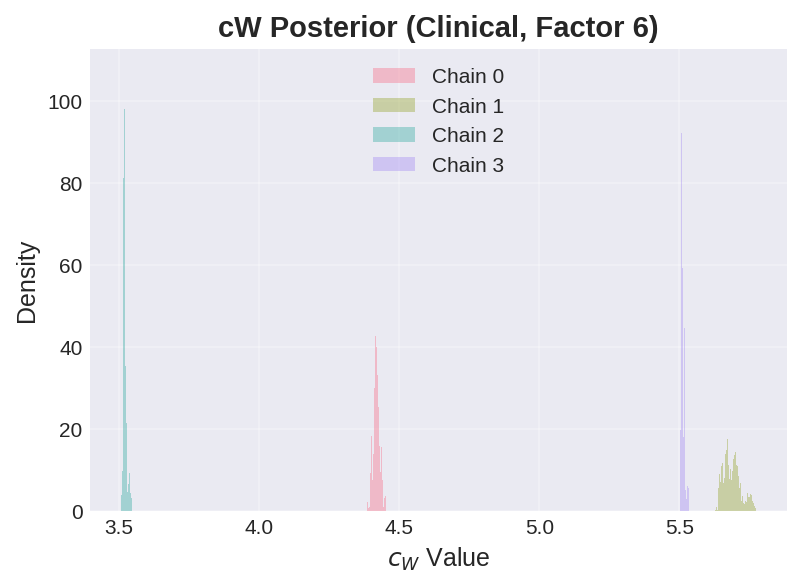 cW Posterior (Clinical, Factor 6)
Chain 0
Chain 1
Chain 2
Chain 3
Density
100
80
60
40
20
0
3.5 4.0 4.5 5.0 5.5
c_W Value